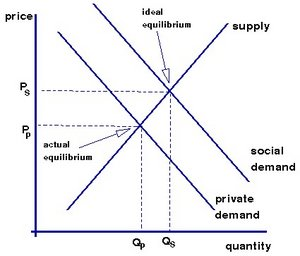 price
ideal
equilibrium
supply
Ps
Pp
actual
equilibrium
social
demand
private
demand
Qp
Qs
quantity